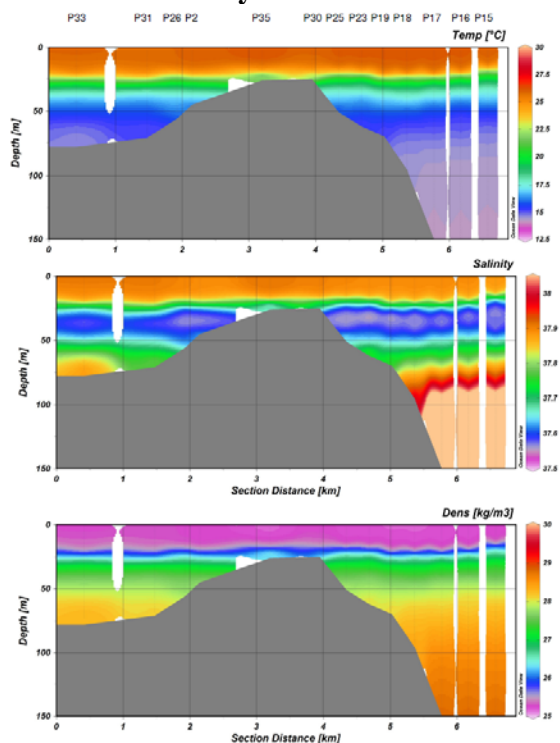 y
P33 P31 P26 P2 P35 P30 P25 P23 P19 P18 P17 P16 P15
Temp [°C]
Depth [m]
0
50
100
150
0 1 2 3 4 5 6
30
27.5
25
22.5
20
17.5
15
12.5
Ocean Data View
Salinity
Depth [m]
0
50
100
150
0 1 2 3 4 5 6
Section Distance [km]
38
37.9
37.8
37.7
37.6
37.5
Ocean Data View
Dens [kg/m3]
Depth [m]
0
50
100
150
0 1 2 3 4 5 6
Section Distance [km]
30
29
28
27
26
25
Ocean Data View